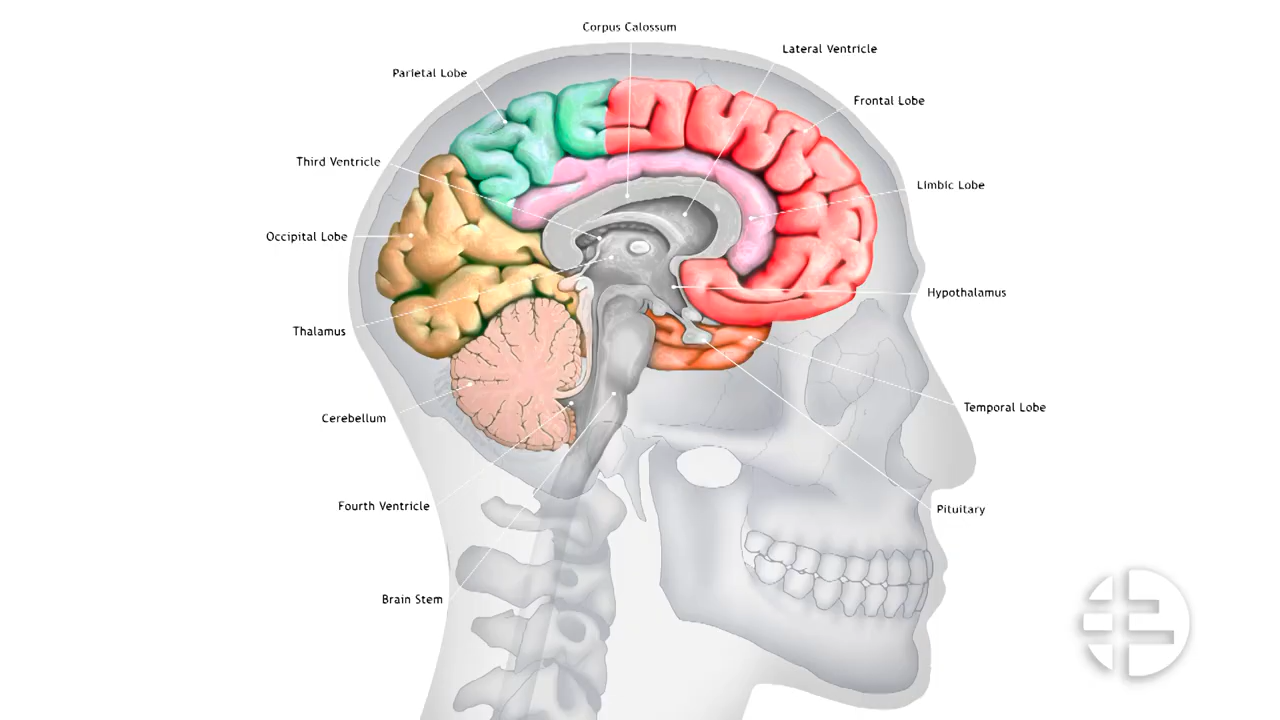 Corpus Calossum
Lateral Ventricle
Parietal Lobe
Frontal Lobe
Third Ventricle
Limbic Lobe
Occipital Lobe
Hypothalamus
Thalamus
Temporal Lobe
Cerebellum
Fourth Ventricle
Pituitary
Brain Stem